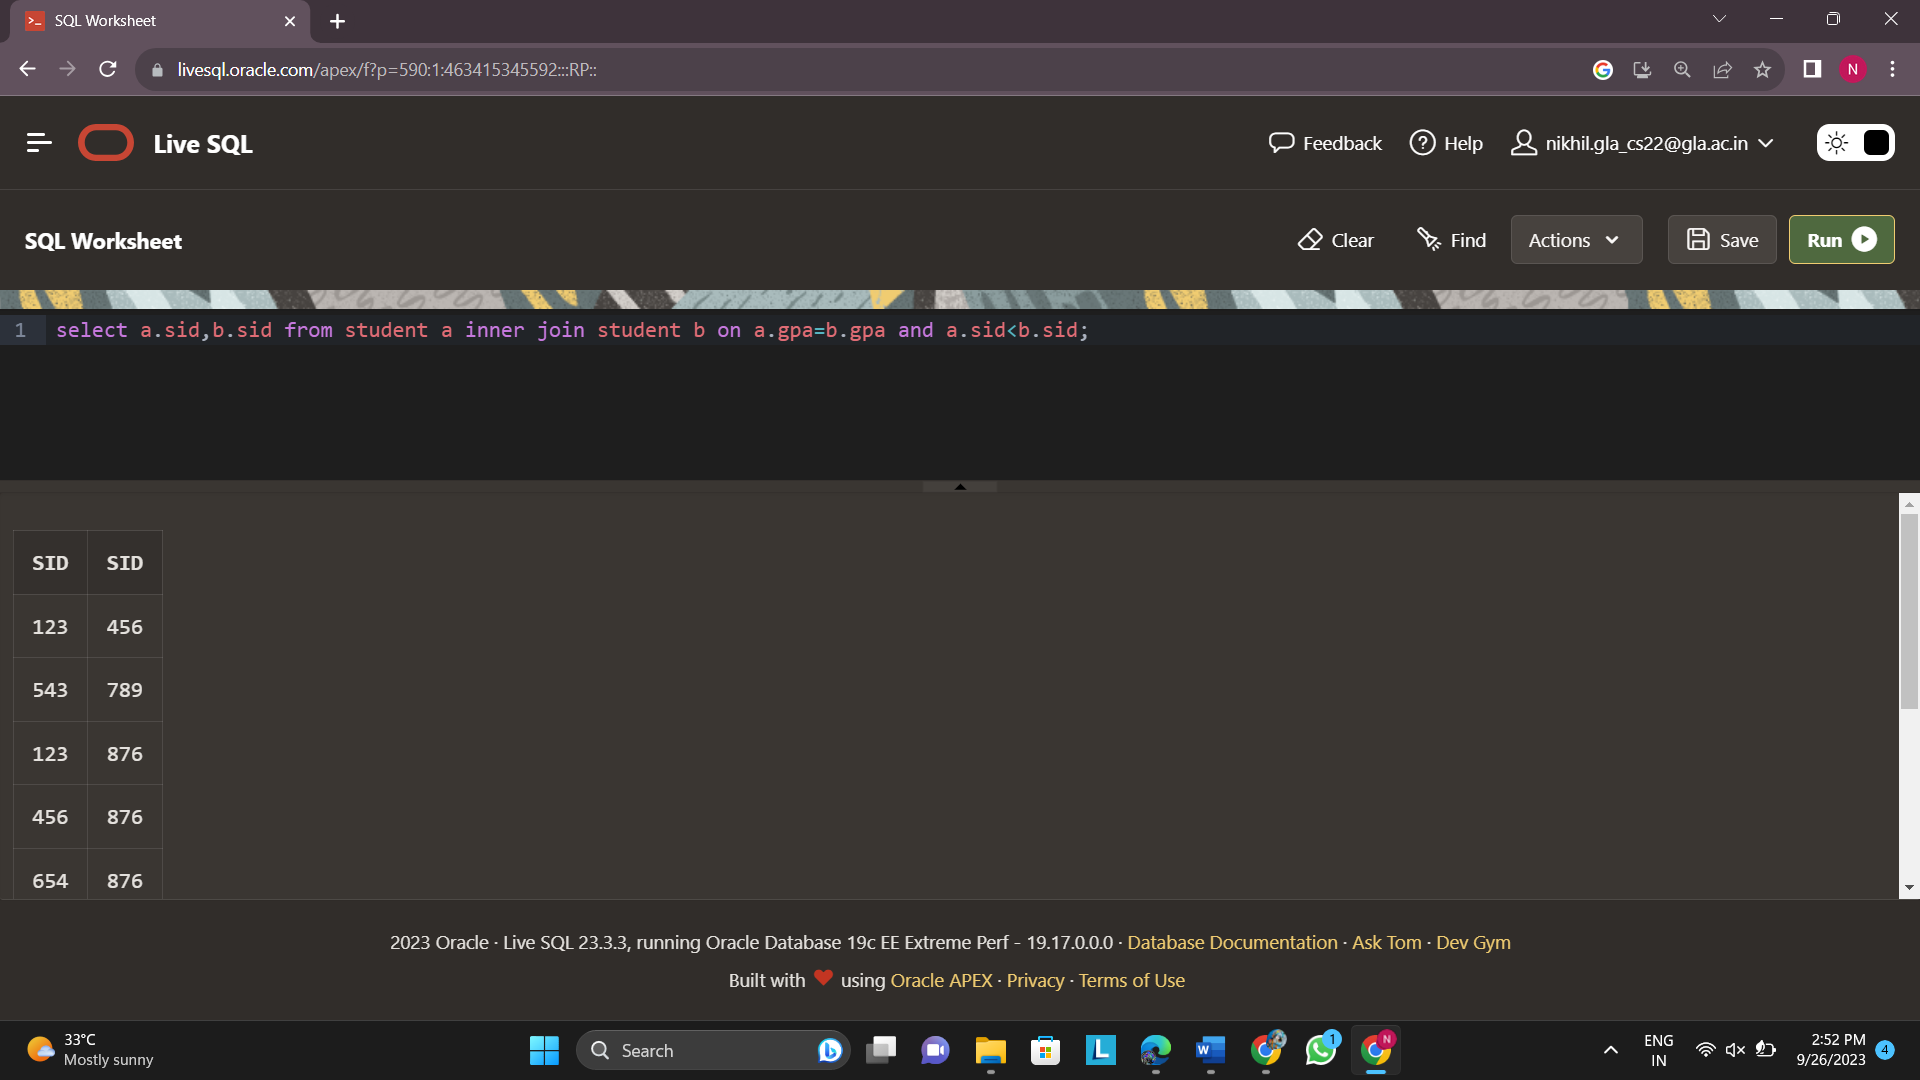 SQL Worksheet
livesql.oracle.com/apex/f?p=590:1:463415345592:::RP::
N
Live SQL
Feedback
Help
nikhil.gla_cs22@gla.ac.in
SQL Worksheet
Clear
Find
Actions
Save
Run
1 select a.sid,b.sid from student a inner join student b on a.gpa=b.gpa and a.sid<b.sid;
SID SID
123 456
543 789
123 876
456 876
654 876
2023 Oracle · Live SQL 23.3.3, running Oracle Database 19c EE Extreme Perf - 19.17.0.0.0 · Database Documentation · Ask Tom · Dev Gym
Built with ❤ using Oracle APEX · Privacy · Terms of Use
33°C
Mostly sunny
Search
L
W
1
N
ENG
IN
2:52 PM
9/26/2023
4